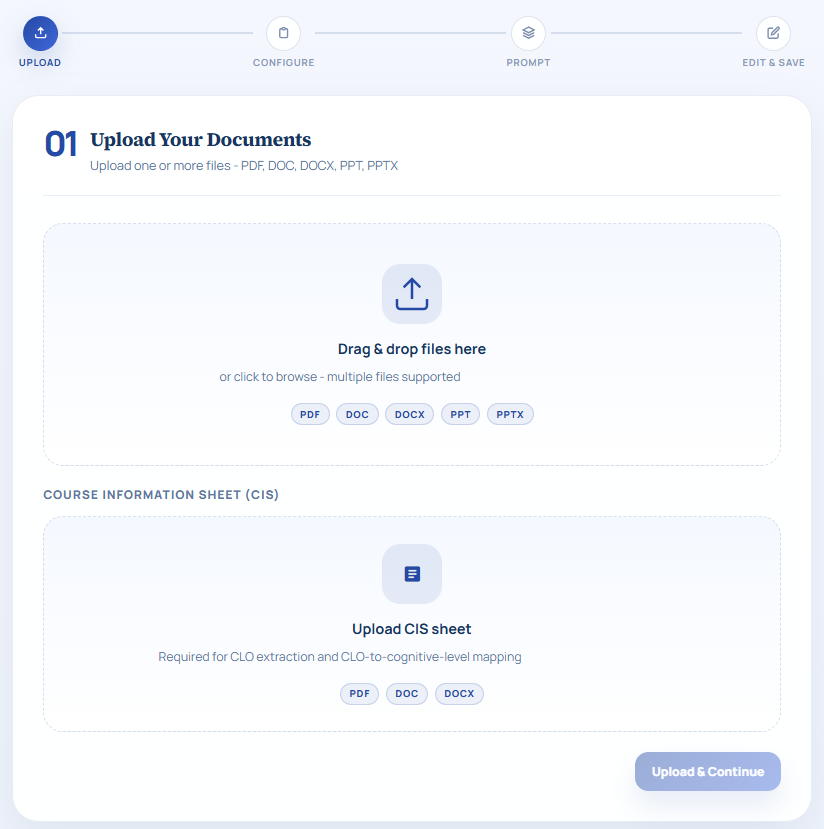 UPLOAD
CONFIGURE
PROMPT
EDIT & SAVE
01
Upload Your Documents
Upload one or more files - PDF, DOC, DOCX, PPT, PPTX
Drag & drop files here
or click to browse - multiple files supported
PDF DOC DOCX PPT PPTX
COURSE INFORMATION SHEET (CIS)
Upload CIS sheet
Required for CLO extraction and CLO-to-cognitive-level mapping
PDF DOC DOCX
Upload & Continue